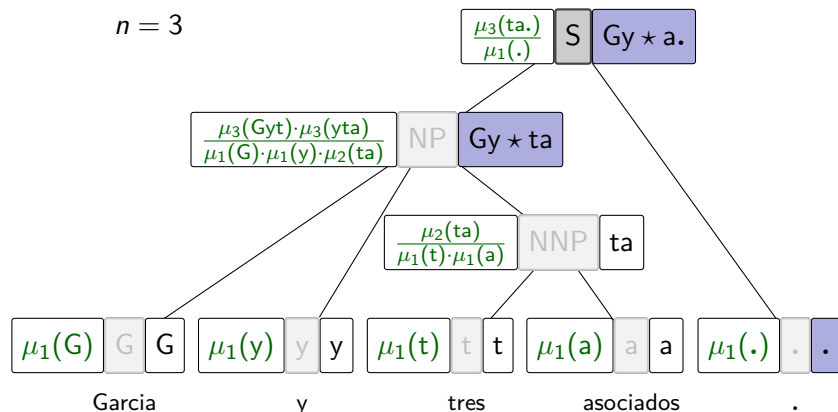 n = 3
μ₃(ta.)/μ₁(.) S Gy ⋆ a.
μ₃(Gyt)·μ₃(yta)/μ₁(G)·μ₁(y)·μ₂(ta) NP Gy ⋆ ta
μ₂(ta)/μ₁(t)·μ₁(a) NNP ta
μ₁(G) G G μ₁(y) y y μ₁(t) t t μ₁(a) a a μ₁(.) . .
Garcia y tres asociados .